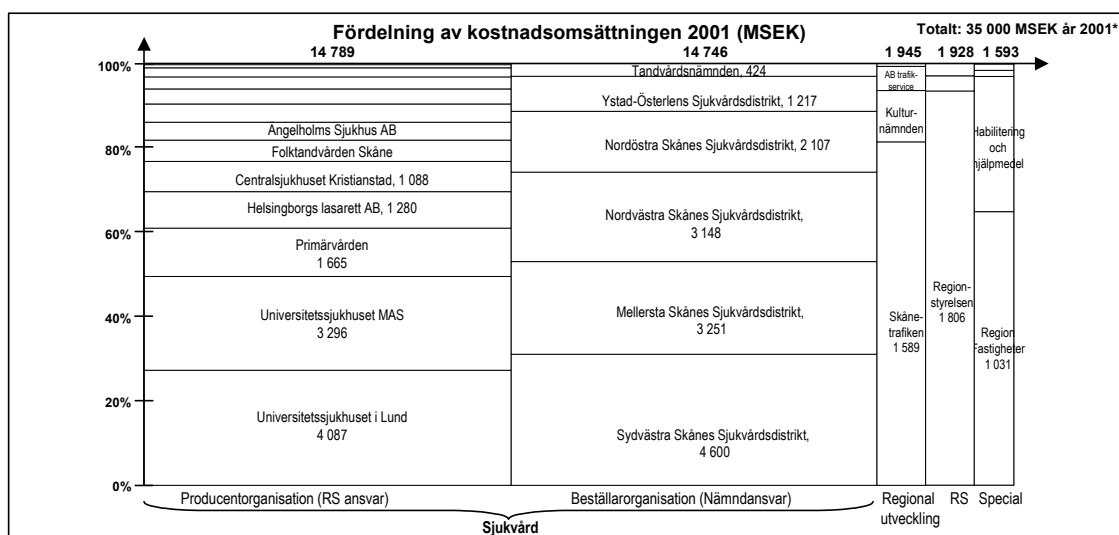 Fördelning av kostnadsomsättningen 2001 (MSEK)
Totalt: 35 000 MSEK år 2001*
14 789
14 746
1 945
1 928
1 593
100%
80%
60%
40%
20%
0%
Ängelholms Sjukhus AB
Folktandvården Skåne
Centralsjukhuset Kristianstad, 1 088
Helsingborgs lasarett AB, 1 280
Primärvården
1 665
Universitetssjukhuset MAS
3 296
Universitetssjukhuset i Lund
4 087
Tandvårdsnämnden, 424
Ystad-Österlens Sjukvårdsdistrikt, 1 217
Nordöstra Skånes Sjukvårdsdistrikt, 2 107
Nordvästra Skånes Sjukvårdsdistrikt,
3 148
Mellersta Skånes Sjukvårdsdistrikt,
3 251
Sydvästra Skånes Sjukvårdsdistrikt,
4 600
AB trafik-
service
Kultur-
nämnden
Skåne-
trafiken
1 589
Region-
styrelsen
1 806
Habilitering
och
hjälpmedel
Region
Fastigheter
1 031
Producentorganisation (RS ansvar)
Beställarorganisation (Nämndansvar)
Regional
utveckling
RS
Special
Sjukvård